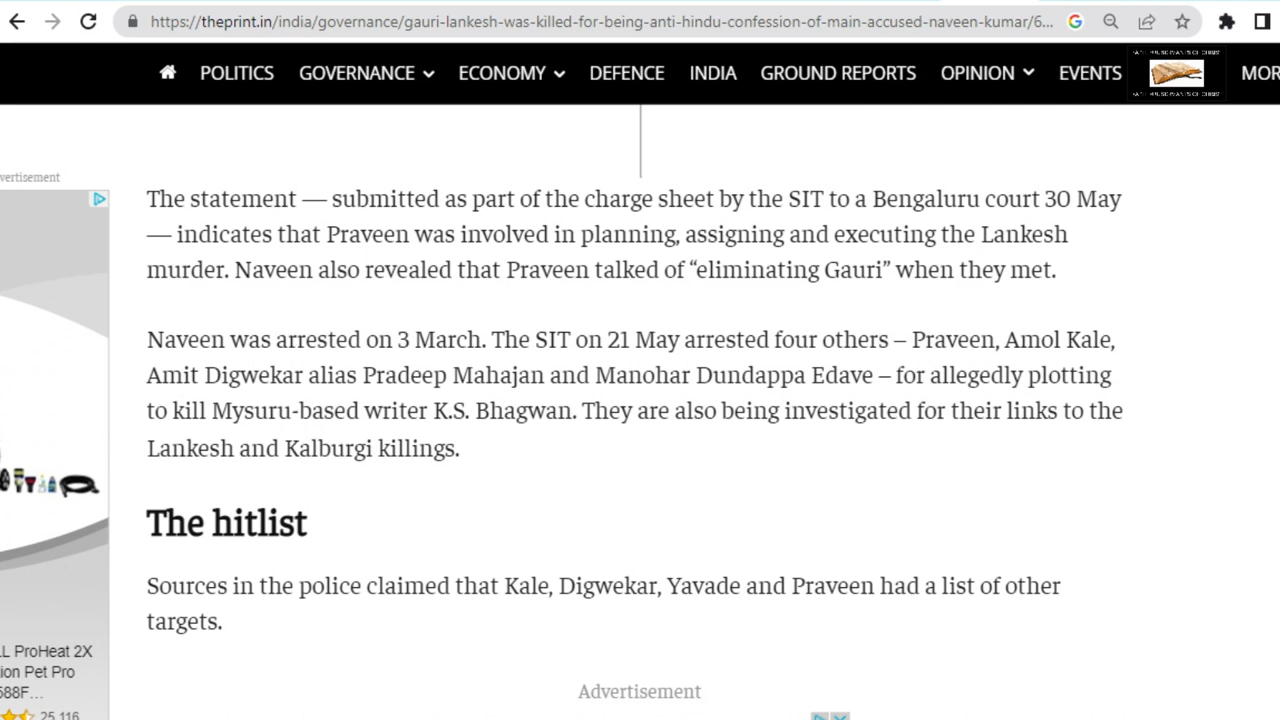 https://theprint.in/india/governance/gauri-lankesh-was-killed-for-being-anti-hindu-confession-of-main-accused-naveen-kumar/6...
POLITICS GOVERNANCE ECONOMY DEFENCE INDIA GROUND REPORTS OPINION EVENTS MOR
vertisement
The statement — submitted as part of the charge sheet by the SIT to a Bengaluru court 30 May
— indicates that Praveen was involved in planning, assigning and executing the Lankesh
murder. Naveen also revealed that Praveen talked of “eliminating Gauri” when they met.
Naveen was arrested on 3 March. The SIT on 21 May arrested four others – Praveen, Amol Kale,
Amit Digwekar alias Pradeep Mahajan and Manohar Dundappa Edave – for allegedly plotting
to kill Mysuru-based writer K.S. Bhagwan. They are also being investigated for their links to the
Lankesh and Kalburgi killings.
The hitlist
Sources in the police claimed that Kale, Digwekar, Yavade and Praveen had a list of other
targets.
L ProHeat 2X
ion Pet Pro
588F...
25,116
Advertisement